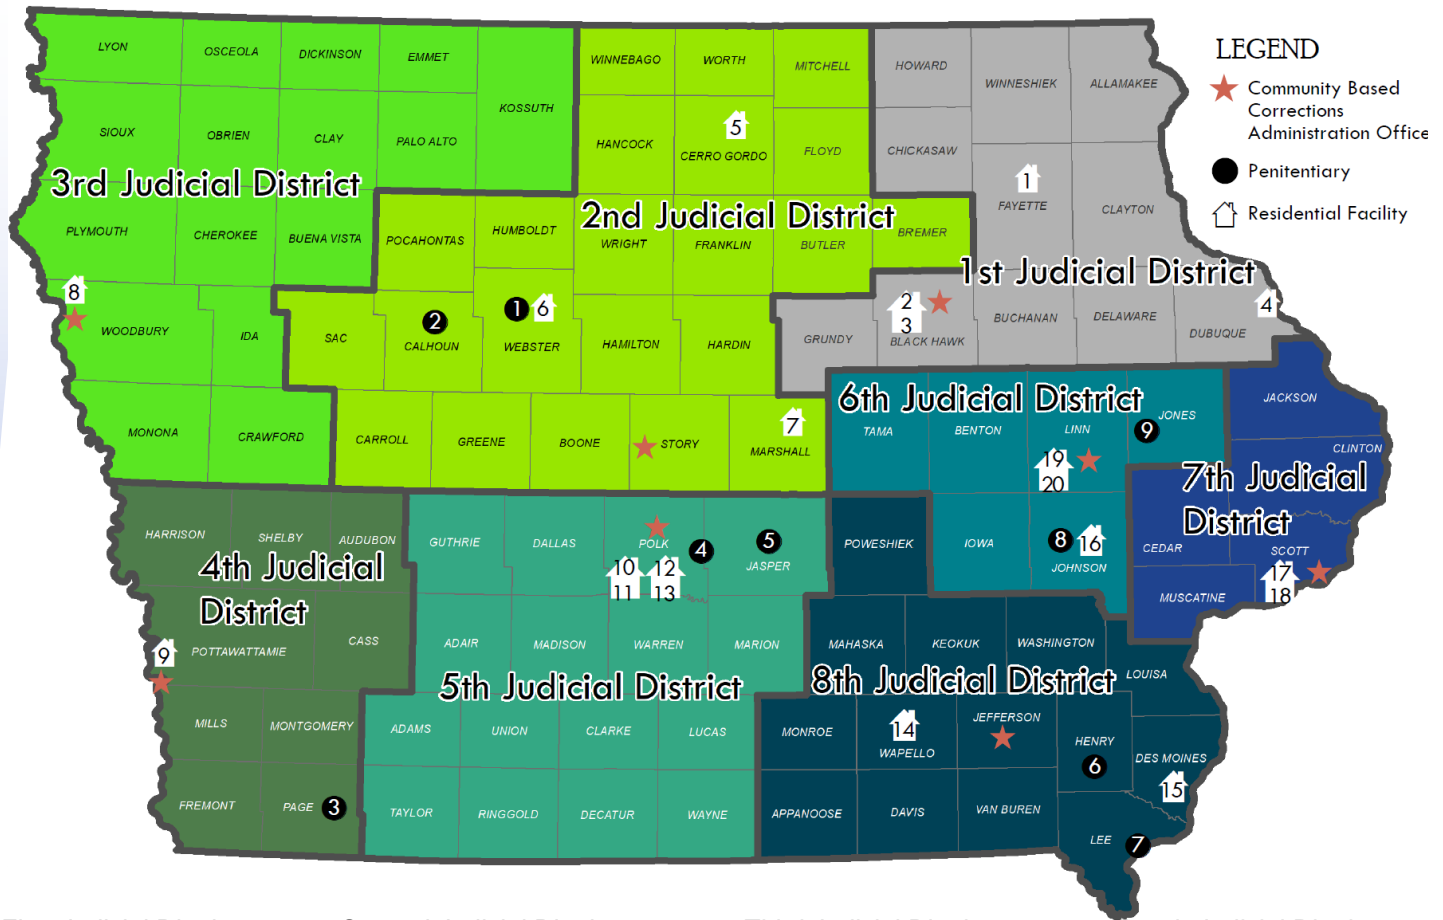 LEGEND
Community Based
Corrections
Administration Office
Penitentiary
Residential Facility
LYON
OSCEOLA
DICKINSON
EMMET
KOSSUTH
WINNEBAGO
WORTH
MITCHELL
HOWARD
WINNESHIEK
ALLAMAKEE
SIOUX
OBRIEN
CLAY
PALO ALTO
HANCOCK
5
CERRO GORDO
FLOYD
CHICKASAW
3rd Judicial District
2nd Judicial District
1
FAYETTE
CLAYTON
PLYMOUTH
CHEROKEE
BUENA VISTA
POCAHONTAS
HUMBOLDT
WRIGHT
FRANKLIN
BUTLER
BREMER
1st Judicial District
8
WOODBURY
IDA
SAC
2
CALHOUN
1
6
WEBSTER
HAMILTON
HARDIN
GRUNDY
2
3
BLACK HAWK
BUCHANAN
DELAWARE
4
DUBUQUE
MONONA
CRAWFORD
CARROLL
GREENE
BOONE
STORY
7
MARSHALL
6th Judicial District
TAMA
BENTON
LINN
JONES
9
19
20
JACKSON
CLINTON
7th Judicial
District
HARRISON
SHELBY
AUDUBON
4th Judicial
District
GUTHRIE
DALLAS
POLK
4
5
JASPER
10
11
12
13
POWESHIEK
IOWA
8
16
JOHNSON
CEDAR
SCOTT
17
18
MUSCATINE
9
POTTAWATTAMIE
CASS
ADAIR
MADISON
WARREN
MARION
5th Judicial District
MAHASKA
KEOKUK
WASHINGTON
LOUISA
8th Judicial District
MILLS
MONTGOMERY
ADAMS
UNION
CLARKE
LUCAS
MONROE
14
WAPELLO
JEFFERSON
HENRY
6
DES MOINES
15
FREMONT
PAGE
3
TAYLOR
RINGGOLD
DECATUR
WAYNE
APPANOOSE
DAVIS
VAN BUREN
LEE
7